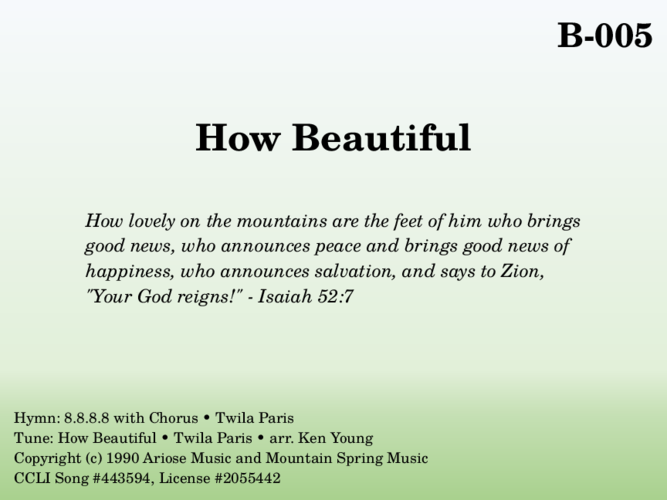 B-005
How Beautiful
How lovely on the mountains are the feet of him who brings
good news, who announces peace and brings good news of
happiness, who announces salvation, and says to Zion,
"Your God reigns!" - Isaiah 52:7
Hymn: 8.8.8.8 with Chorus • Twila Paris
Tune: How Beautiful • Twila Paris • arr. Ken Young
Copyright (c) 1990 Ariose Music and Mountain Spring Music
CCLI Song #443594, License #2055442